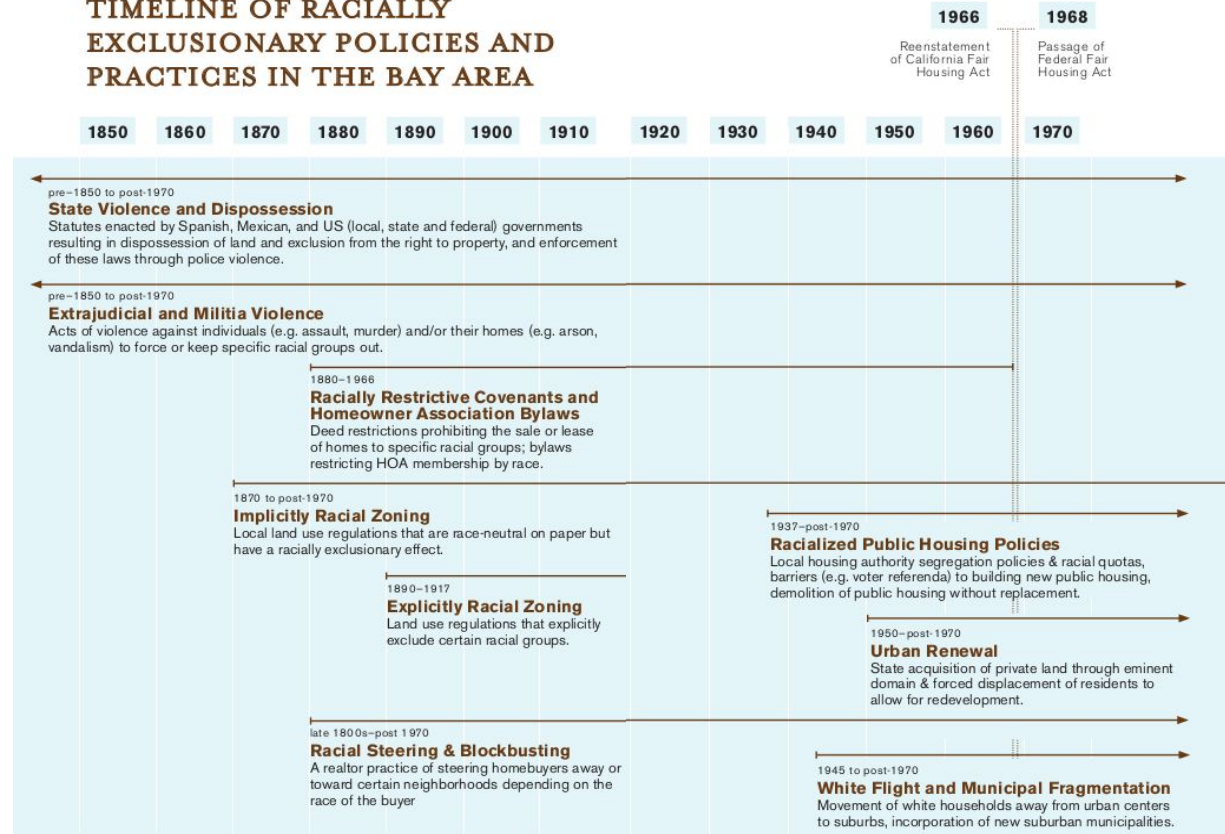 TIMELINE OF RACIALLY
EXCLUSIONARY POLICIES AND
PRACTICES IN THE BAY AREA
1966
Reenstatement
of California Fair
Housing Act
1968
Passage of
Federal Fair
Housing Act
1850 1860 1870 1880 1890 1900 1910 1920 1930 1940 1950 1960 1970
pre–1850 to post-1970
State Violence and Dispossession
Statutes enacted by Spanish, Mexican, and US (local, state and federal) governments
resulting in dispossession of land and exclusion from the right to property, and enforcement
of these laws through police violence.
pre–1850 to post-1970
Extrajudicial and Militia Violence
Acts of violence against individuals (e.g. assault, murder) and/or their homes (e.g. arson,
vandalism) to force or keep specific racial groups out.
1880–1966
Racially Restrictive Covenants and
Homeowner Association Bylaws
Deed restrictions prohibiting the sale or lease
of homes to specific racial groups; bylaws
restricting HOA membership by race.
1870 to post-1970
Implicitly Racial Zoning
Local land use regulations that are race-neutral on paper but
have a racially exclusionary effect.
1937–post-1970
Racialized Public Housing Policies
Local housing authority segregation policies & racial quotas,
barriers (e.g. voter referenda) to building new public housing,
demolition of public housing without replacement.
1890–1917
Explicitly Racial Zoning
Land use regulations that explicitly
exclude certain racial groups.
1950–post-1970
Urban Renewal
State acquisition of private land through eminent
domain & forced displacement of residents to
allow for redevelopment.
late 1800s–post 1970
Racial Steering & Blockbusting
A realtor practice of steering homebuyers away or
toward certain neighborhoods depending on the
race of the buyer
1945 to post-1970
White Flight and Municipal Fragmentation
Movement of white households away from urban centers
to suburbs, incorporation of new suburban municipalities.